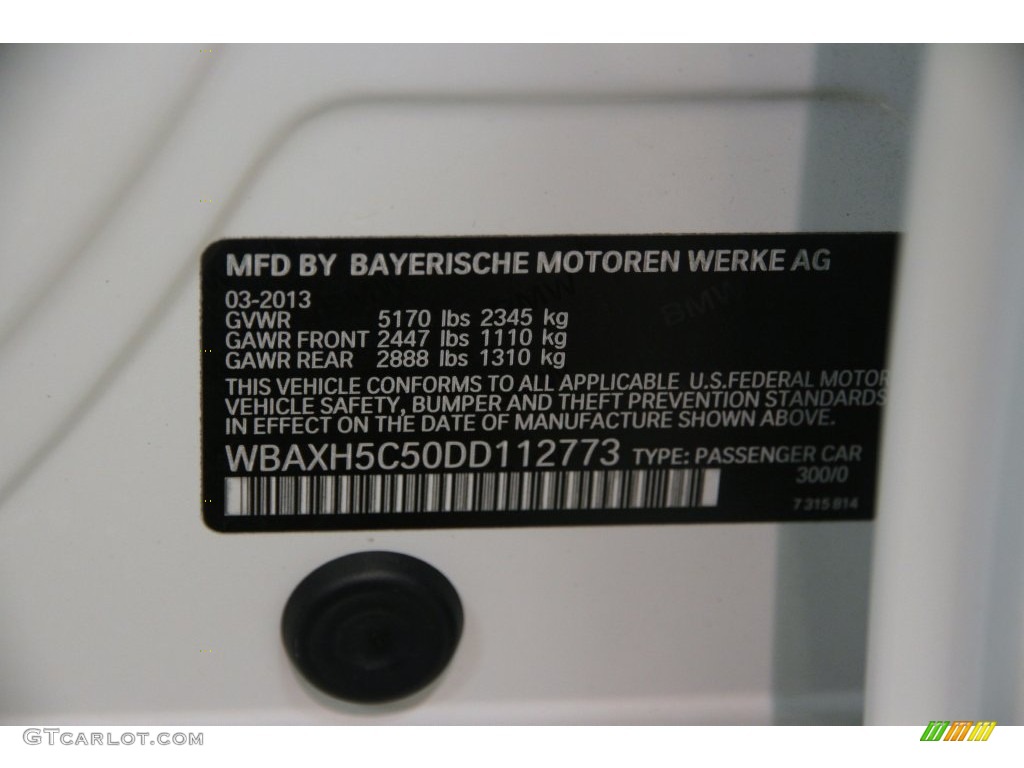 MFD BY BAYERISCHE MOTOREN WERKE AG
03-2013
GVWR 5170 lbs 2345 kg
GAWR FRONT 2447 lbs 1110 kg
GAWR REAR 2888 lbs 1310 kg
THIS VEHICLE CONFORMS TO ALL APPLICABLE U.S.FEDERAL MOTOR
VEHICLE SAFETY, BUMPER AND THEFT PREVENTION STANDARDS
IN EFFECT ON THE DATE OF MANUFACTURE SHOWN ABOVE.
WBAXH5C50DD112773 TYPE: PASSENGER CAR
300/0
7 315 814
BMW
GTCARLOT.COM